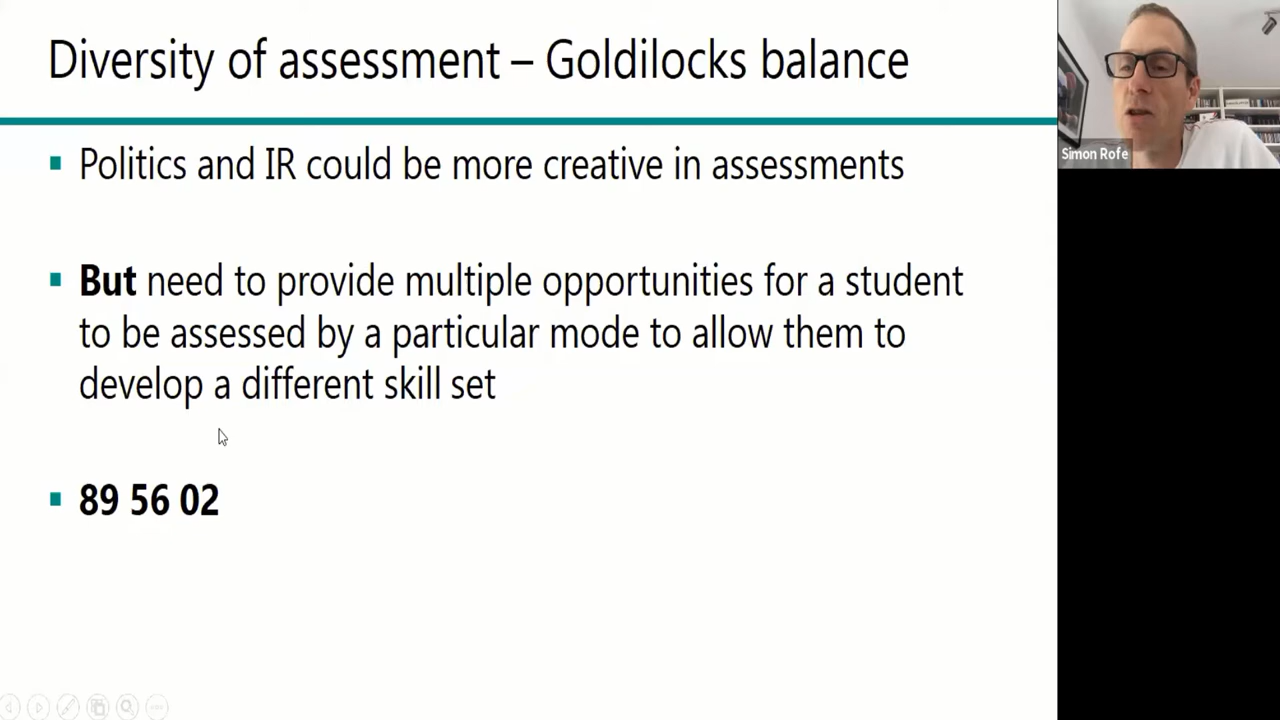 Diversity of assessment – Goldilocks balance
▪ Politics and IR could be more creative in assessments
▪ But need to provide multiple opportunities for a student
to be assessed by a particular mode to allow them to
develop a different skill set
▪ 89 56 02
Simon Rofe